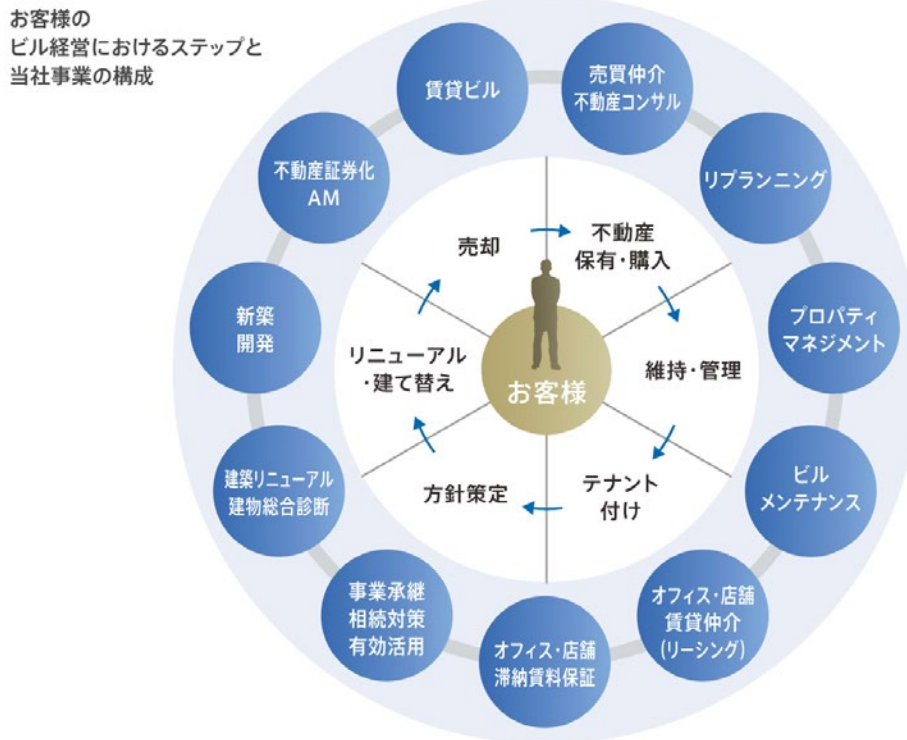 お客様の
ビル経営におけるステップと
当社事業の構成
賃貸ビル
売買仲介
不動産コンサル
リプランニング
プロパティ
マネジメント
ビル
メンテナンス
オフィス・店舗
賃貸仲介
(リーシング)
オフィス・店舗
滞納賃料保証
事業承継
相続対策
有効活用
建築リニューアル
建物総合診断
新築
開発
不動産証券化
AM
売却
不動産
保有・購入
維持・管理
テナント
付け
方針策定
リニューアル
・建て替え
お客様